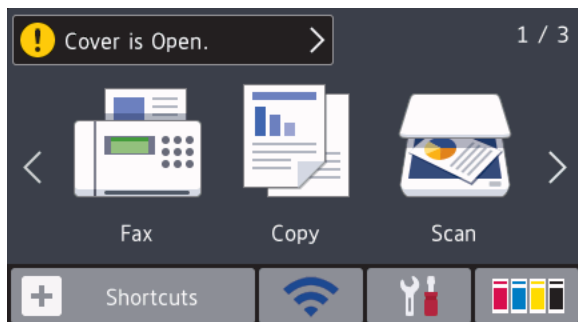 Cover is Open.
1 / 3
Fax
Copy
Scan
Shortcuts